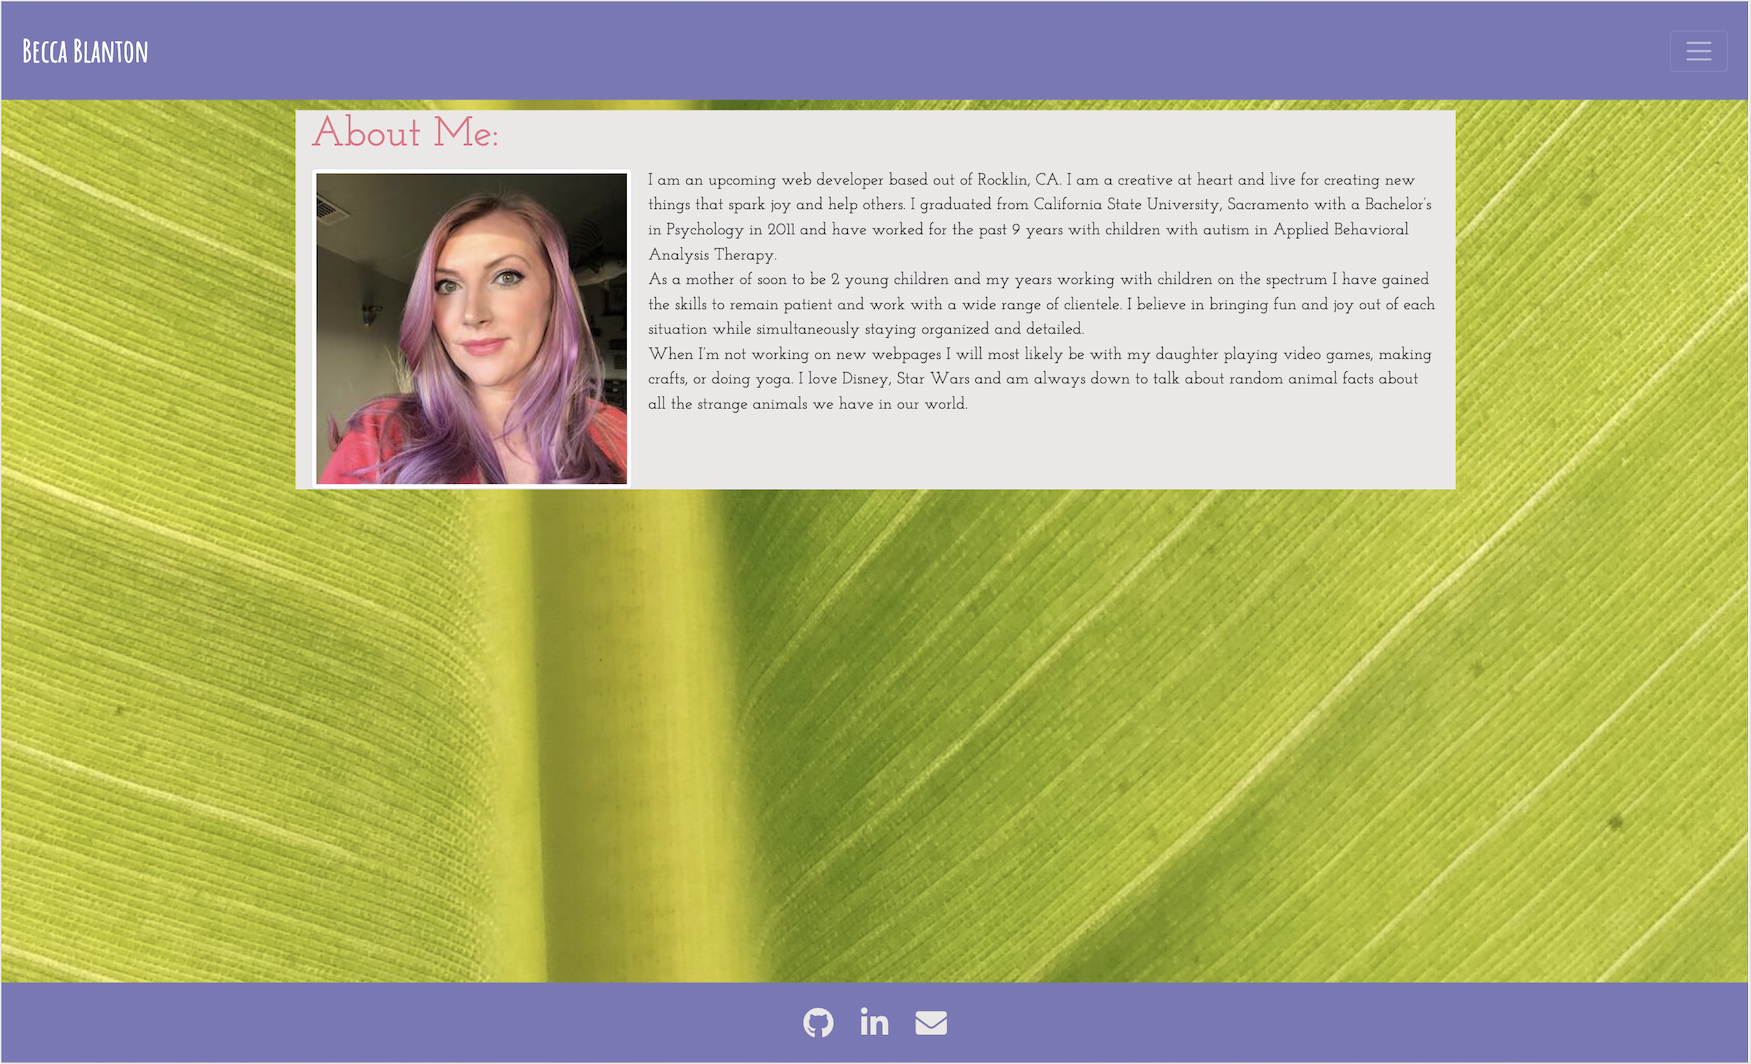 Becca Blanton
About Me:
I am an upcoming web developer based out of Rocklin, CA. I am a creative at heart and live for creating new
things that spark joy and help others. I graduated from California State University, Sacramento with a Bachelor's
in Psychology in 2011 and have worked for the past 9 years with children with autism in Applied Behavioral
Analysis Therapy.
As a mother of soon to be 2 young children and my years working with children on the spectrum I have gained
the skills to remain patient and work with a wide range of clientele. I believe in bringing fun and joy out of each
situation while simultaneously staying organized and detailed.
When I'm not working on new webpages I will most likely be with my daughter playing video games, making
crafts, or doing yoga. I love Disney, Star Wars and am always down to talk about random animal facts about
all the strange animals we have in our world.
in